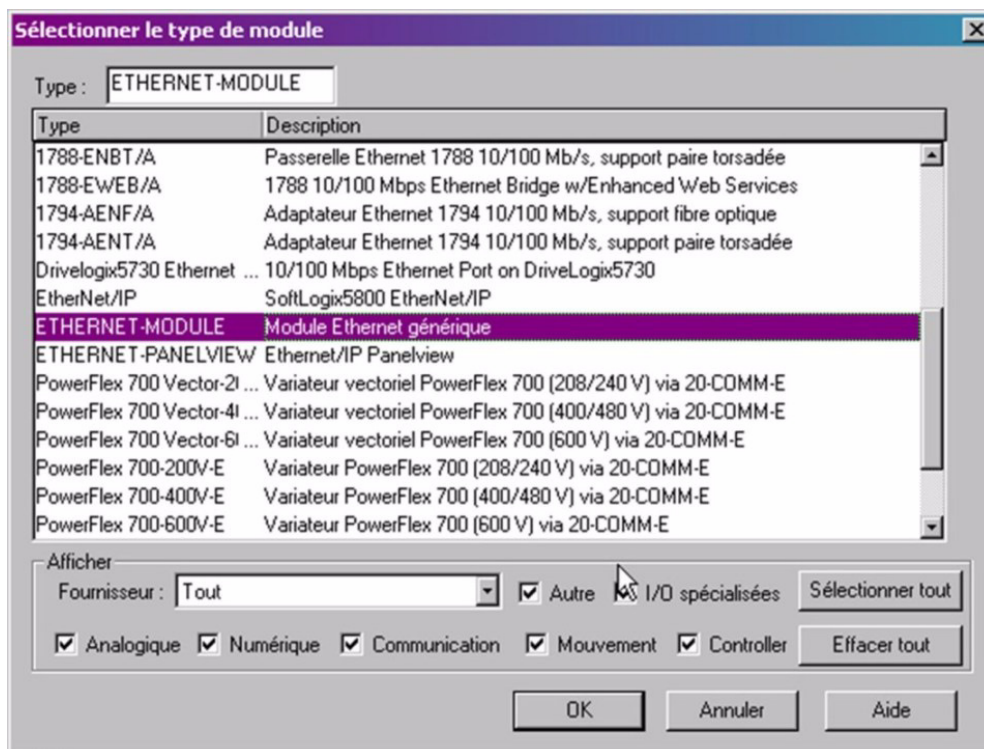 Sélectionner le type de module
Type : ETHERNET-MODULE
Type Description
1788-ENBT/A Passerelle Ethernet 1788 10/100 Mb/s, support paire torsadée
1788-EWEB/A 1788 10/100 Mbps Ethernet Bridge w/Enhanced Web Services
1794-AENF/A Adaptateur Ethernet 1794 10/100 Mb/s, support fibre optique
1794-AENT/A Adaptateur Ethernet 1794 10/100 Mb/s, support paire torsadée
Drivelogix5730 Ethernet ... 10/100 Mbps Ethernet Port on DriveLogix5730
EtherNet/IP SoftLogix5800 EtherNet/IP
ETHERNET-MODULE Module Ethernet générique
ETHERNET-PANELVIEW Ethernet/IP Panelview
PowerFlex 700 Vector-2 ... Variateur vectoriel PowerFlex 700 (208/240 V) via 20-COMM-E
PowerFlex 700 Vector-4 ... Variateur vectoriel PowerFlex 700 (400/480 V) via 20-COMM-E
PowerFlex 700 Vector-6 ... Variateur vectoriel PowerFlex 700 (600 V) via 20-COMM-E
PowerFlex 700-200V-E Variateur PowerFlex 700 (208/240 V) via 20-COMM-E
PowerFlex 700-400V-E Variateur PowerFlex 700 (400/480 V) via 20-COMM-E
PowerFlex 700-600V-E Variateur PowerFlex 700 (600 V) via 20-COMM-E
Afficher
Fournisseur : Tout Autre I/O spécialisées Sélectionner tout
Analogique Numérique Communication Mouvement Controller Effacer tout
OK Annuler Aide